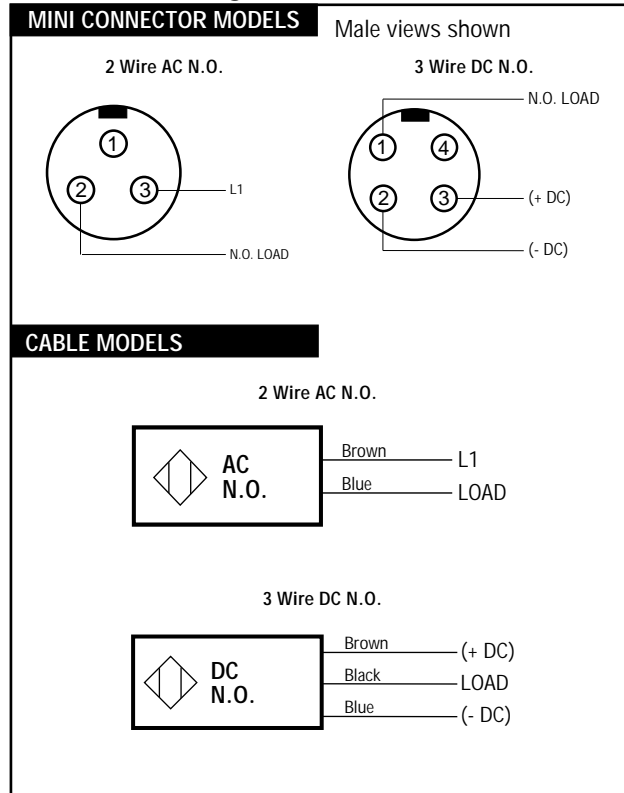 MINI CONNECTOR MODELS
Male views shown
2 Wire AC N.O.
1
2
3
L1
N.O. LOAD
3 Wire DC N.O.
N.O. LOAD
1
4
2
3
(+ DC)
(- DC)
CABLE MODELS
2 Wire AC N.O.
AC
N.O.
Brown
L1
Blue
LOAD
3 Wire DC N.O.
DC
N.O.
Brown
(+ DC)
Black
LOAD
Blue
(- DC)